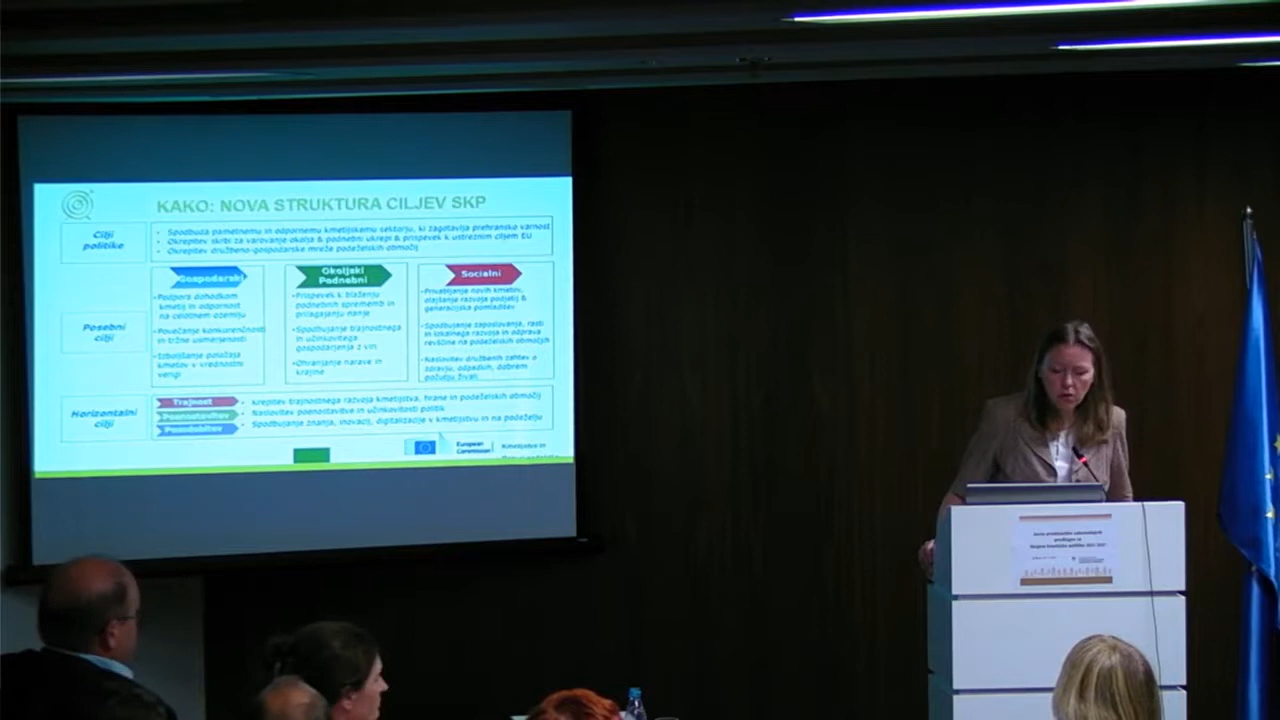 KAKO: NOVA STRUKTURA CILJEV SKP
Cilji
politike
• Spodbuda pametnemu in odpornemu kmetijskemu sektorju, ki zagotavlja prehransko varnost
• Okrepitev skrbi za varovanje okolja & podnebni ukrepi & prispevek k ustreznim ciljem EU
• Okrepitev družbeno-gospodarske mreže podeželskih območij
Posebni
cilji
Gospodarski
•Podpora dohodkom
kmetij in odpornost
na celotnem ozemlju
•Povečanje konkurenčnosti
in tržne usmerjenosti
•Izboljšanje položaja
kmetov v vrednostni
verigi
Okoljski
Podnebni
•Prispevek k blaženju
podnebnih sprememb in
prilagajanju nanje
•Spodbujanje trajnostnega
in učinkovitega
gospodarjenja z viri
•Ohranjanje narave in
krajine
Socialni
•Privabljanje novih kmetov,
olajšanje razvoja podjetij &
generacijska pomladitev
•Spodbujanje zaposlovanja, rasti
in lokalnega razvoja in odprava
revščine na podeželskih območjih
•Naslovitev družbenih zahtev o
zdravju, odpadkih, dobrem
počutju živali
Horizontalni
cilji
Trajnost
Poenostavitev
Posodobitev
• Krepitev trajnostnega razvoja kmetijstva, hrane in podeželskih območij
• Naslovitev poenostavitve in učinkovitosti politik
• Spodbujanje znanja, inovacij, digitalizacije v kmetijstvu in na podeželju
European
Commission
Kmetijstvo in